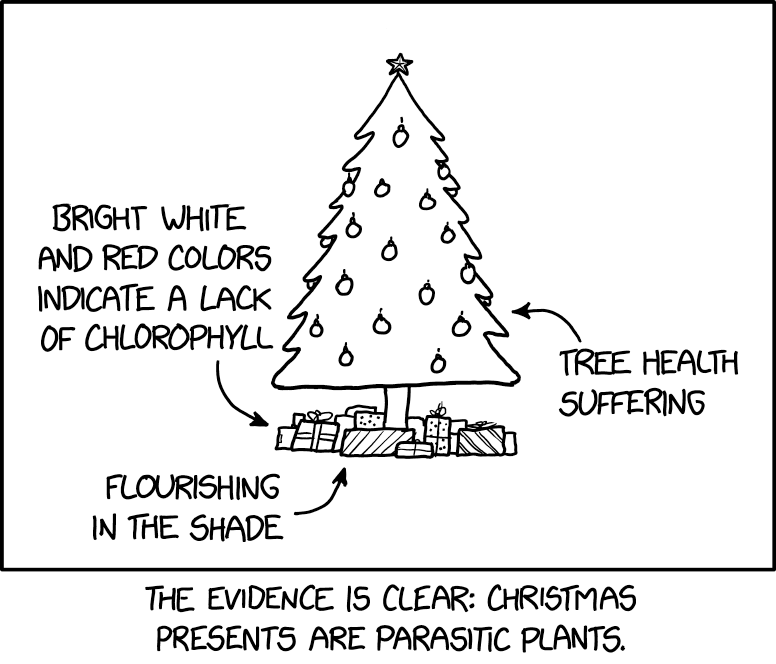 BRIGHT WHITE
AND RED COLORS
INDICATE A LACK
OF CHLOROPHYLL
TREE HEALTH
SUFFERING
FLOURISHING
IN THE SHADE
THE EVIDENCE IS CLEAR: CHRISTMAS
PRESENTS ARE PARASITIC PLANTS.